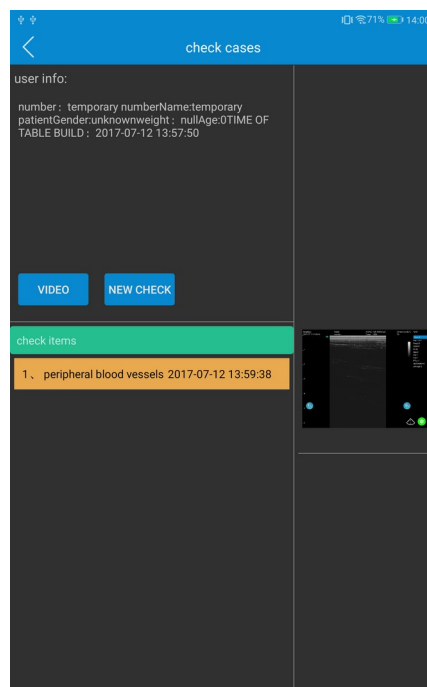 71% 14:00
check cases
user info:
number： temporary numberName:temporary
patientGender:unknownweight： nullAge:0TIME OF
TABLE BUILD： 2017-07-12 13:57:50
VIDEO
NEW CHECK
check items
1、 peripheral blood vessels 2017-07-12 13:59:38